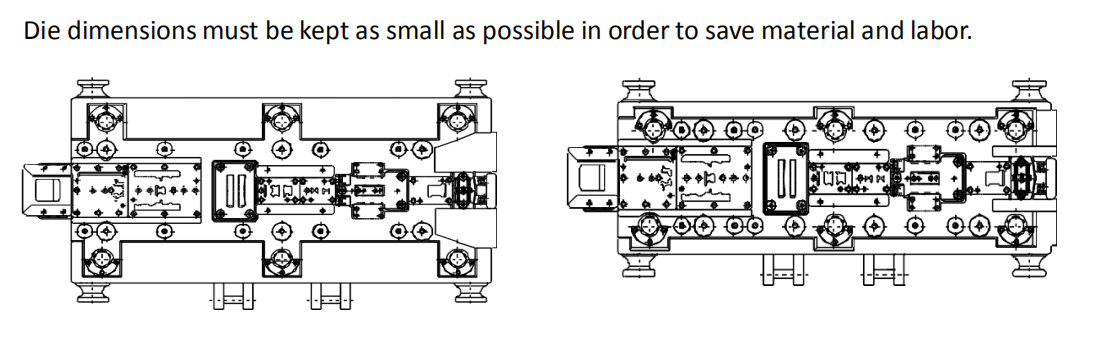 Die dimensions must be kept as small as possible in order to save material and labor.